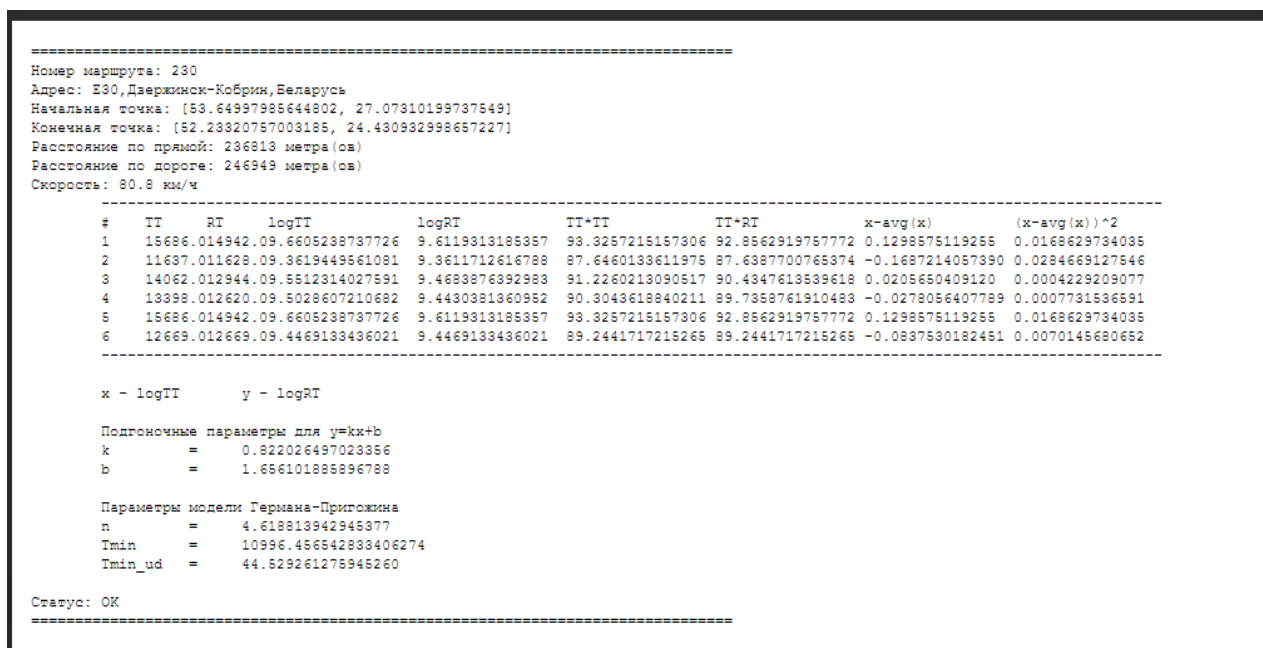 ================================================================================
Номер маршрута: 230
Адрес: E30,Дзержинск-Кобрин,Беларусь
Начальная точка: [53.64997985644802, 27.07310199737549]
Конечная точка: [52.23320757003185, 24.430932998657227]
Расстояние по прямой: 236813 метра(ов)
Расстояние по дороге: 246949 метра(ов)
Скорость: 80.8 км/ч
-------------------------------------------------------------------------------------------------------------------------
# TT RT logTT logRT TT*TT TT*RT x-avg(x) (x-avg(x))^2
1 15686.014942.09.6605238737726 9.6119313185357 93.3257215157306 92.8562919757772 0.1298575119255 0.0168629734035
2 11637.011628.09.3619449561081 9.3611712616788 87.6460133611975 87.6387700765374 -0.1687214057390 0.0284669127546
3 14062.012944.09.5512314027591 9.4683876392983 91.2260213090517 90.4347613539618 0.0205650409120 0.0004229209077
4 13398.012620.09.5028607210682 9.4430381360952 90.3043618840211 89.7358761910483 -0.0278056407789 0.0007731536591
5 15686.014942.09.6605238737726 9.6119313185357 93.3257215157306 92.8562919757772 0.1298575119255 0.0168629734035
6 12669.012669.09.4469133436021 9.4469133436021 89.2441717215265 89.2441717215265 -0.0837530182451 0.0070145680652
-------------------------------------------------------------------------------------------------------------------------
x - logTT y - logRT
Подгоночные параметры для y=kx+b
k = 0.822026497023356
b = 1.656101885896788
Параметры модели Германа-Пригожина
n = 4.618813942945377
Tmin = 10996.456542833406274
Tmin_ud = 44.529261275945260
Статус: OK
================================================================================